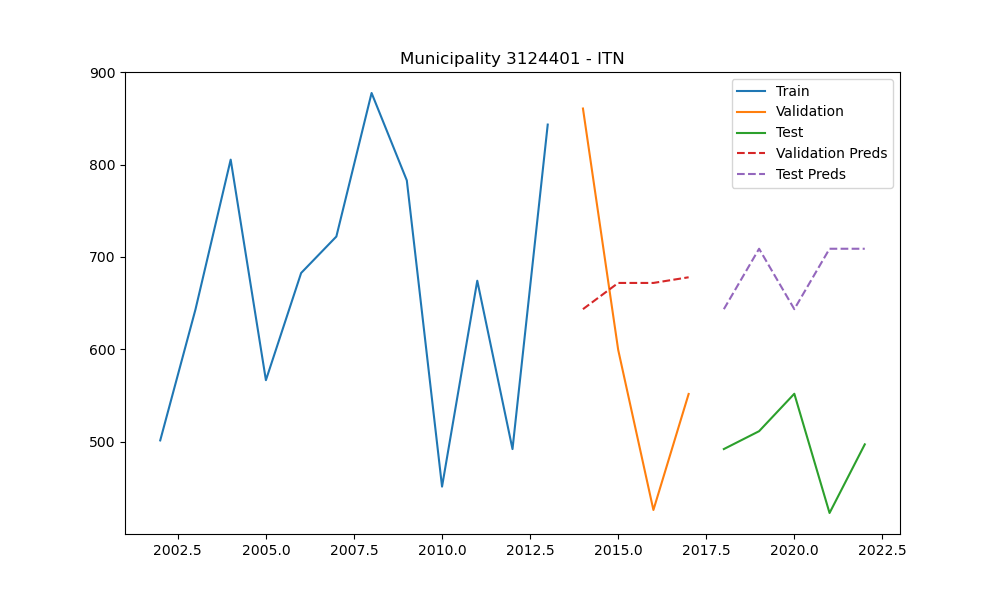 Municipality 3124401 - ITN
900
800
700
600
500
Train
Validation
Test
Validation Preds
Test Preds
2002.5 2005.0 2007.5 2010.0 2012.5 2015.0 2017.5 2020.0 2022.5